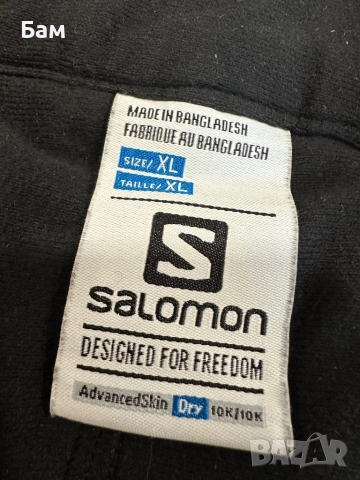 Бам
MADE IN BANGLADESH
FABRIQUE AU BANGLADESH
SIZE/ XL
TAILLE/ XL
S
salomon
DESIGNED FOR FREEDOM
AdvancedSkin Dry 10K/10K
BAZAR
bg